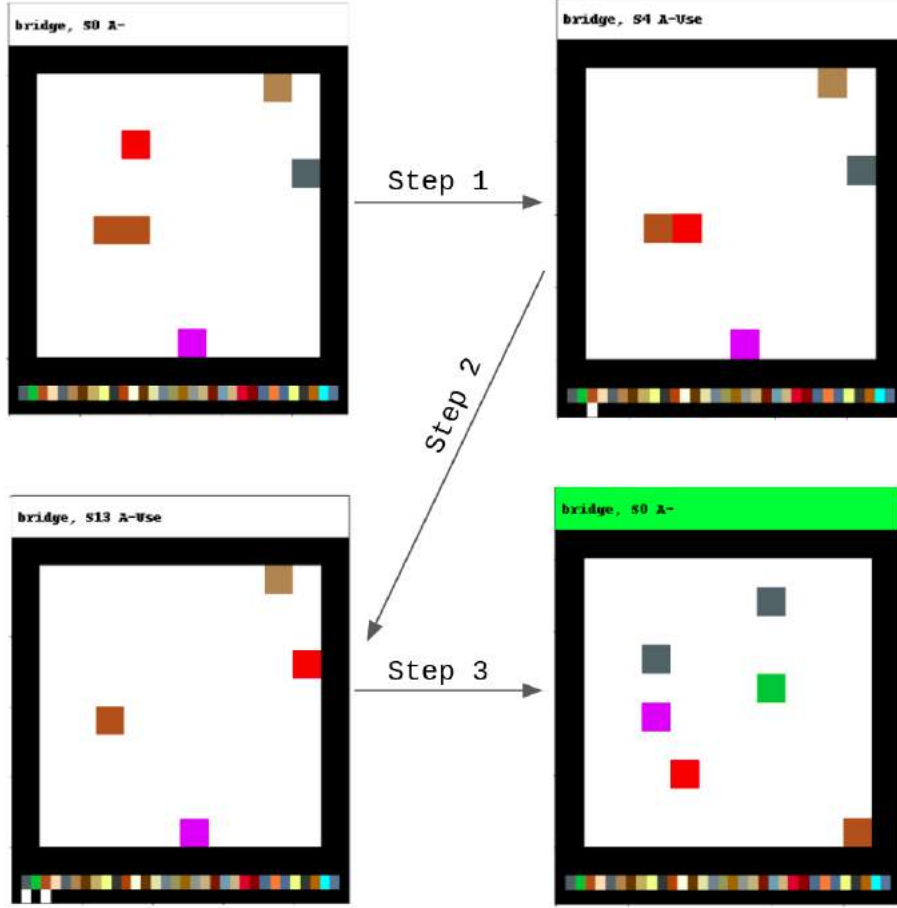 bridge, S0 A-
bridge, S4 A-Use
Step 1
Step 2
bridge, S13 A-Use
bridge, S0 A-
Step 3